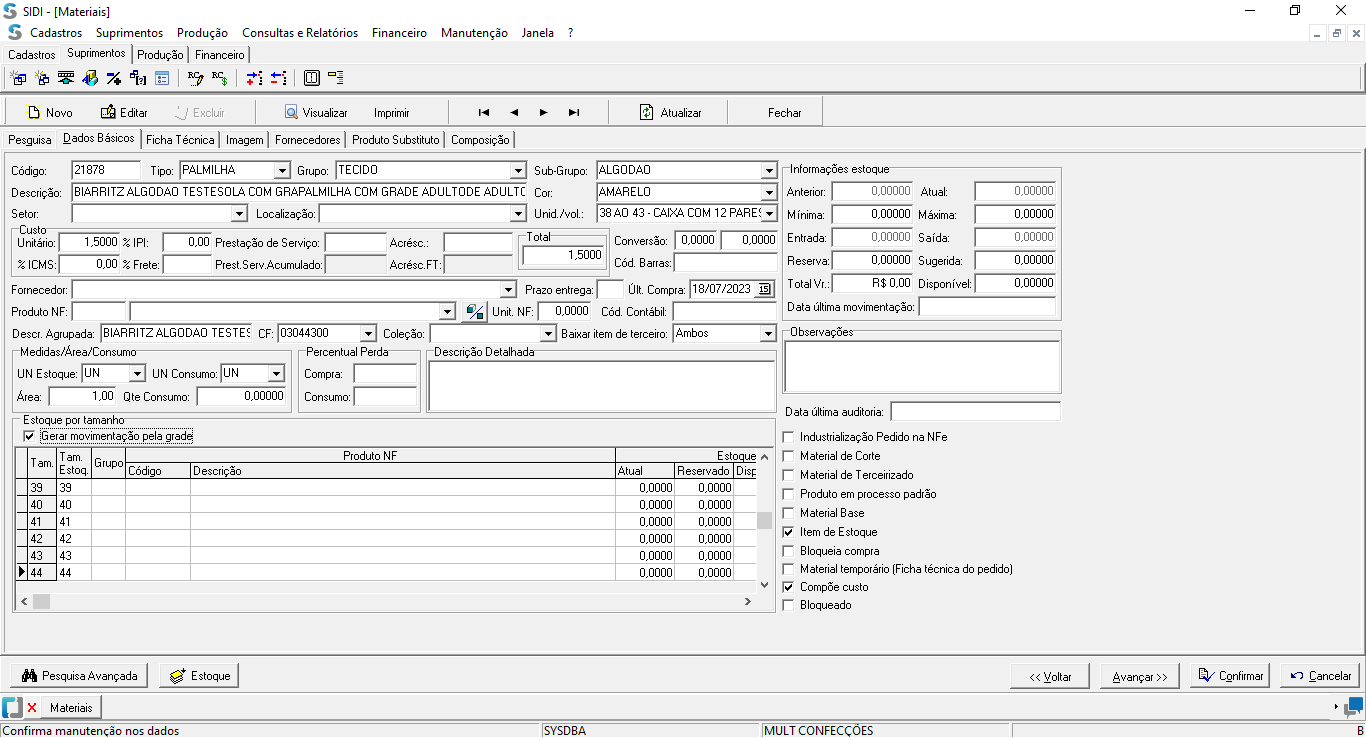 SIDI - [Materiais]
Cadastros Suprimentos Produção Consultas e Relatórios Financeiro Manutenção Janela ?
Cadastros Suprimentos Produção Financeiro
Novo Editar Excluir Visualizar Imprimir Atualizar Fechar
Pesquisa Dados Básicos Ficha Técnica Imagem Fornecedores Produto Substituto Composição
Código: 21878 Tipo: PALMILHA Grupo: TECIDO Sub-Grupo: ALGODAO
Descrição: BIARRITZ ALGODAO TESTESOLA COM GRAPALMILHA COM GRADE ADULTODE ADULTO Cor: AMARELO
Setor: Localização: Unid./vol.: 38 AO 43 - CAIXA COM 12 PARES
Custo
Unitário: 1,5000 % IPI: 0,00 Prestação de Serviço: Acrésc.: Total 1,5000
% ICMS: 0,00 % Frete: Prest.Serv.Acumulado: Acrésc.FT:
Conversão: 0,0000 0,0000
Cód. Barras:
Fornecedor: Prazo entrega: Últ. Compra: 18/07/2023 15
Produto NF: Unit. NF: 0,0000 Cód. Contábil:
Descr. Agrupada: BIARRITZ ALGODAO TESTES CF: 03044300 Coleção: Baixar item de terceiro: Ambos
Informações estoque
Anterior: 0,00000 Atual: 0,00000
Mínima: 0,00000 Máxima: 0,00000
Entrada: 0,00000 Saída: 0,00000
Reserva: 0,00000 Sugerida: 0,00000
Total Vr.: R$ 0,00 Disponível: 0,00000
Data última movimentação:
Observações
Medidas/Área/Consumo
UN Estoque: UN UN Consumo: UN
Área: 1,00 Qte Consumo: 0,00000
Percentual Perda
Compra:
Consumo:
Descrição Detalhada
Data última auditoria:
Estoque por tamanho
Gerar movimentação pela grade
Tam. Tam. Estoq. Grupo Produto NF Estoque
Código Descrição Atual Reservado Disp
39 39 0,0000 0,0000
40 40 0,0000 0,0000
41 41 0,0000 0,0000
42 42 0,0000 0,0000
43 43 0,0000 0,0000
44 44 0,0000 0,0000
Industrialização Pedido na NFe
Material de Corte
Material de Terceirizado
Produto em processo padrão
Material Base
Item de Estoque
Bloqueia compra
Material temporário (Ficha técnica do pedido)
Compõe custo
Bloqueado
Pesquisa Avançada Estoque << Voltar Avançar >> Confirmar Cancelar
Materiais
Confirma manutenção nos dados SYSDBA MULT CONFECÇÕES B